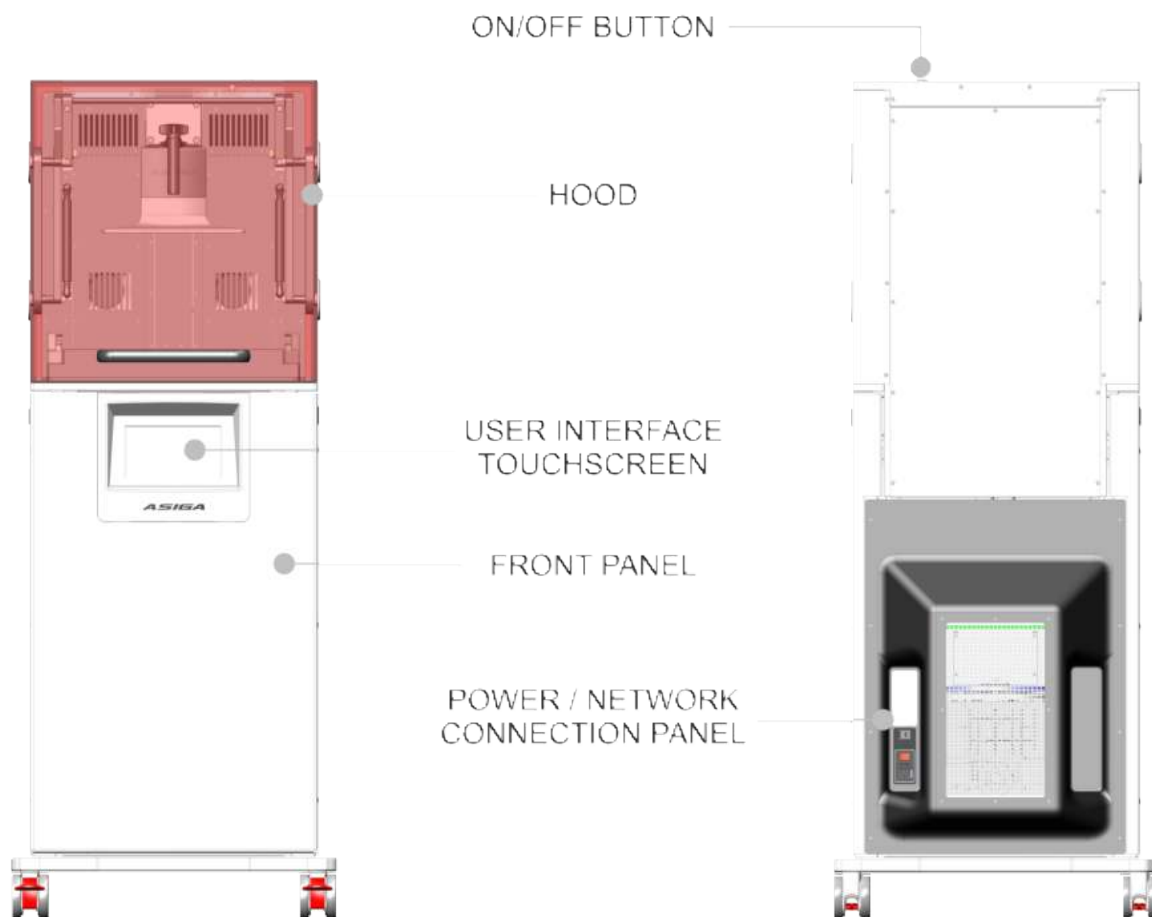 ON/OFF BUTTON
HOOD
USER INTERFACE
TOUCHSCREEN
ASIGA
FRONT PANEL
POWER / NETWORK
CONNECTION PANEL